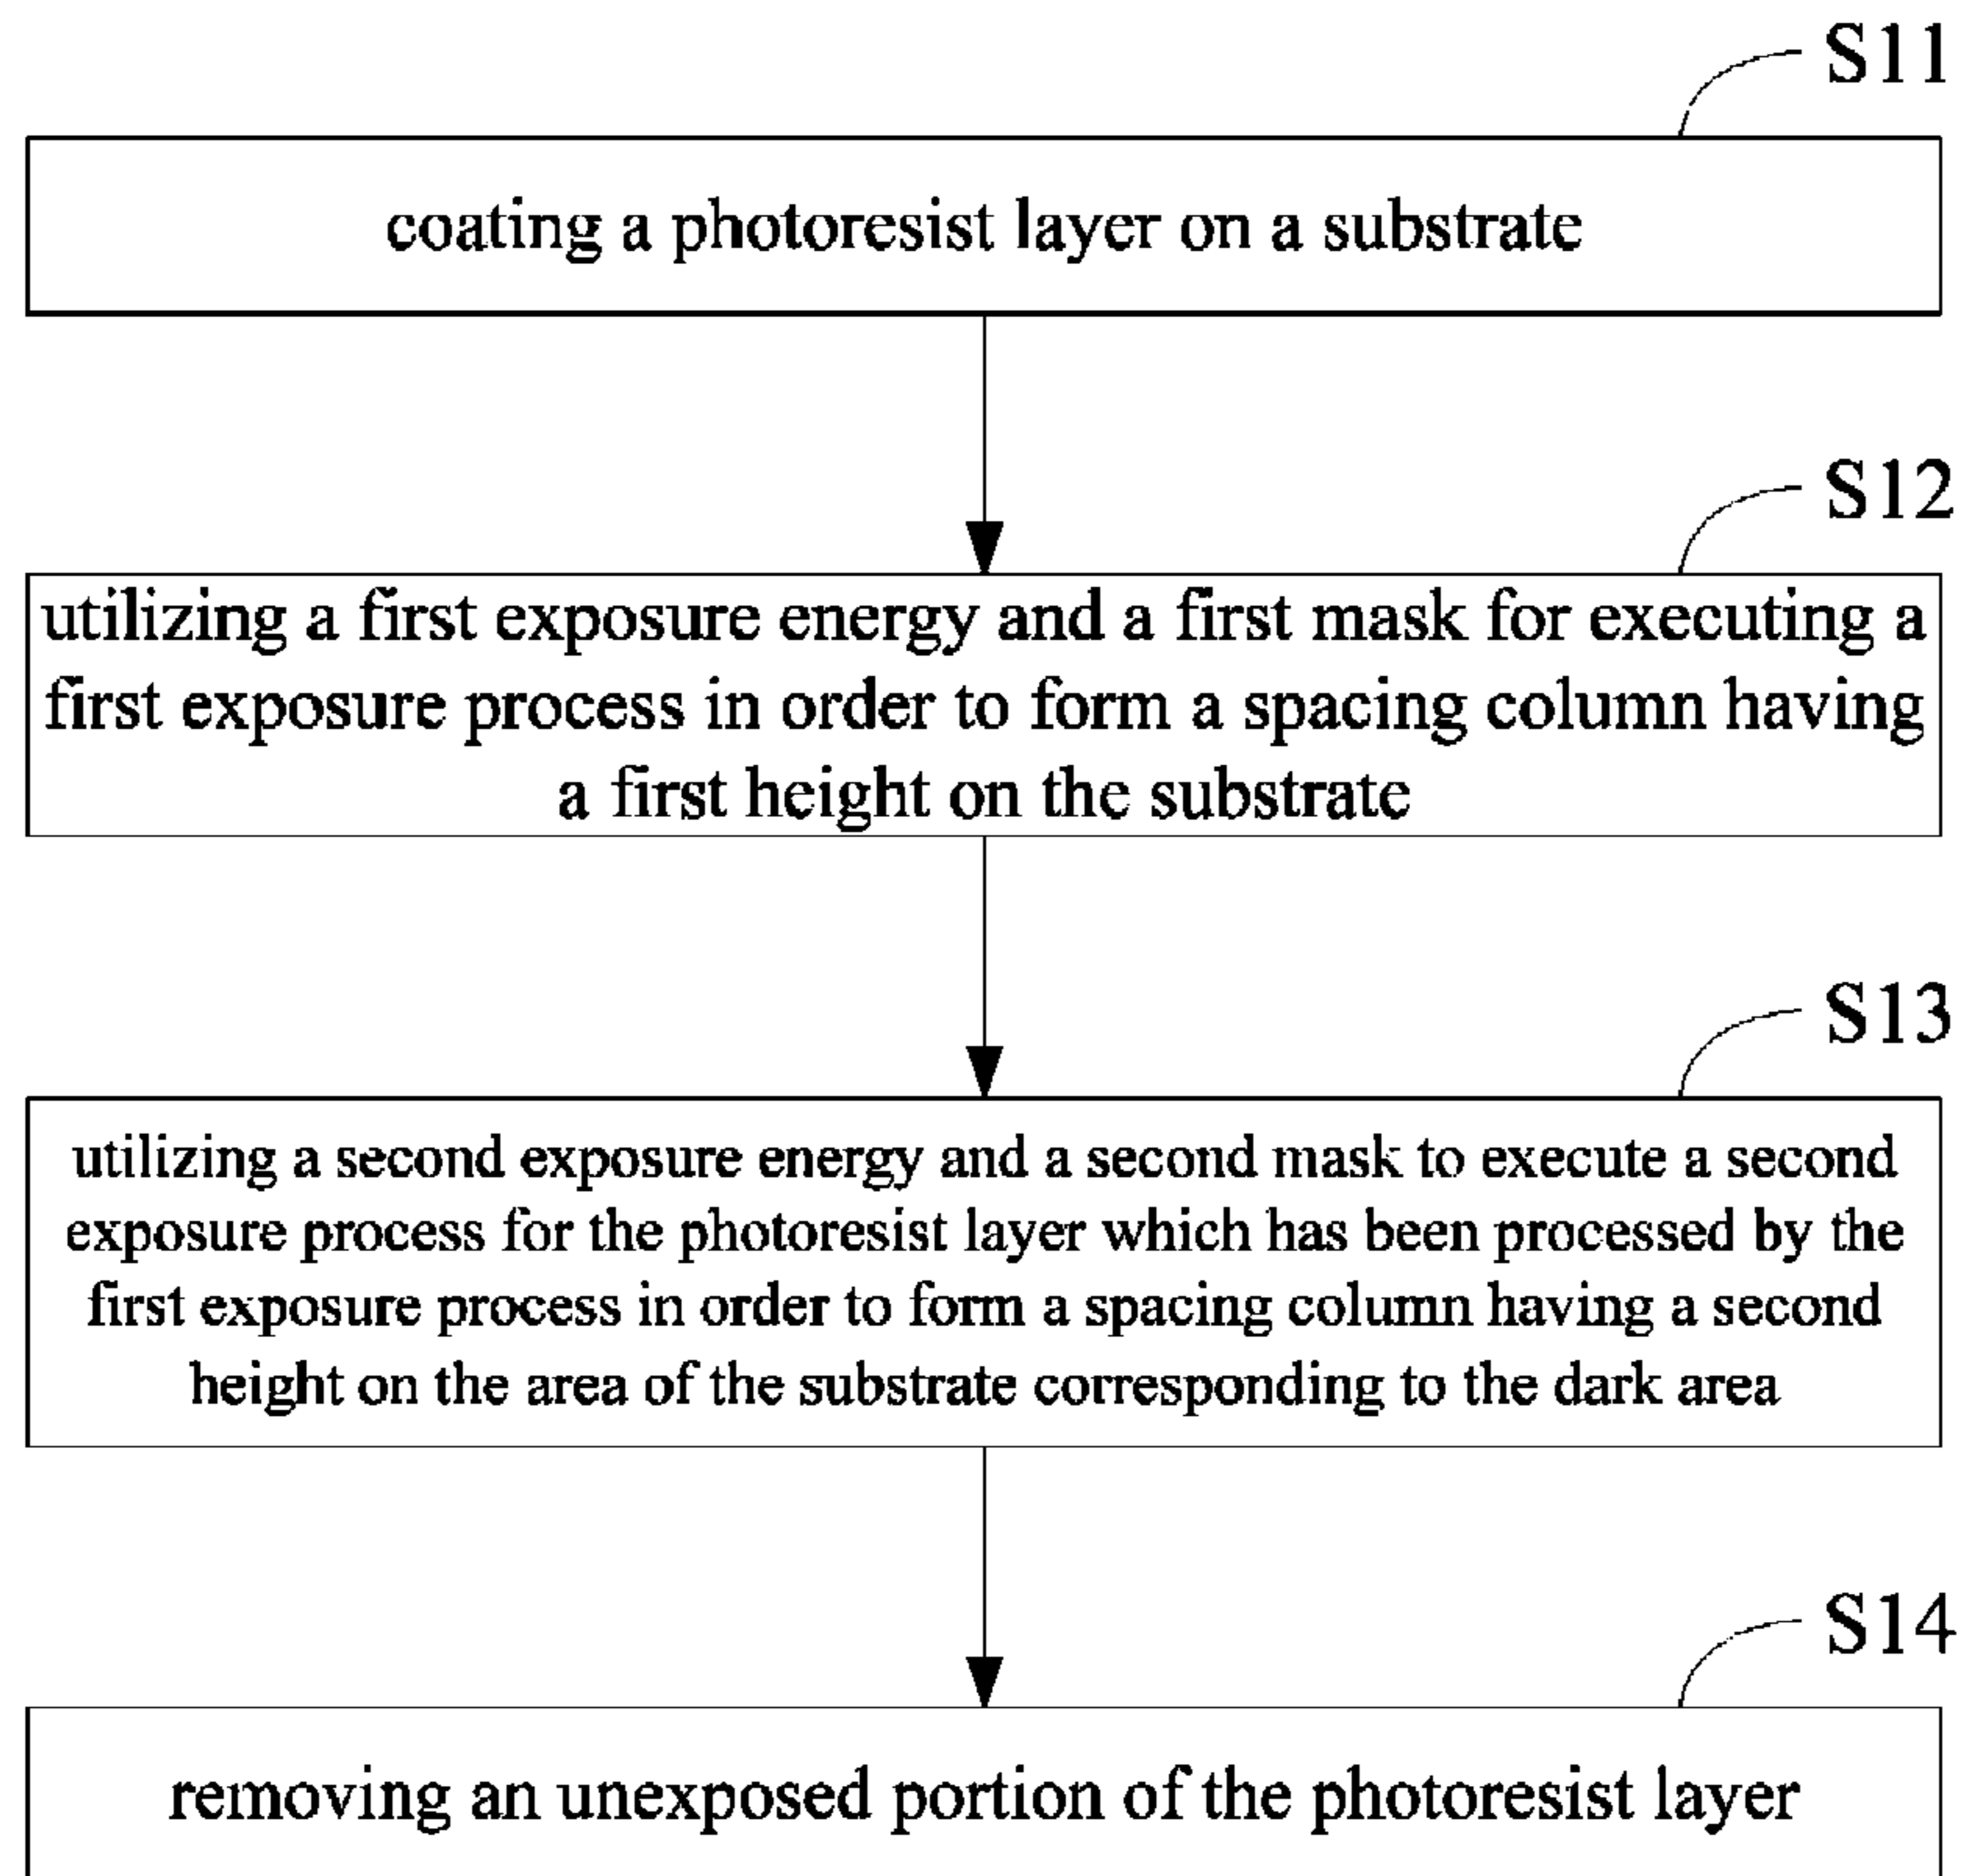 S11
coating a photoresist layer on a substrate
S12
utilizing a first exposure energy and a first mask for executing a
first exposure process in order to form a spacing column having
a first height on the substrate
S13
utilizing a second exposure energy and a second mask to execute a second
exposure process for the photoresist layer which has been processed by the
first exposure process in order to form a spacing column having a second
height on the area of the substrate corresponding to the dark area
S14
removing an unexposed portion of the photoresist layer